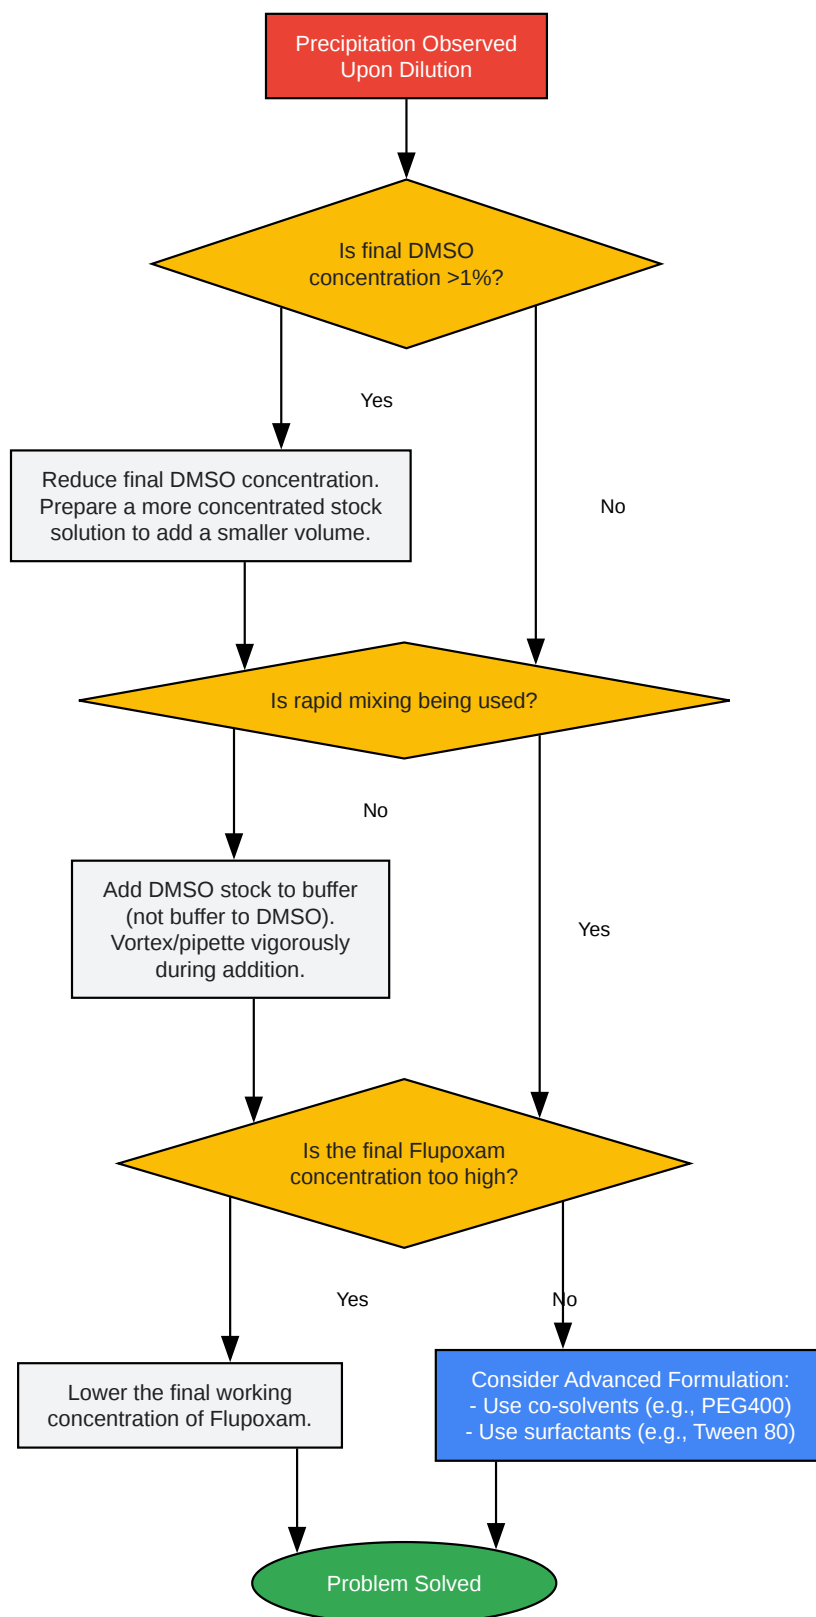 Precipitation Observed
Upon Dilution
Is final DMSO
concentration >1%?
Yes
Reduce final DMSO concentration.
Prepare a more concentrated stock
solution to add a smaller volume.
No
Is rapid mixing being used?
No
Add DMSO stock to buffer
(not buffer to DMSO).
Vortex/pipette vigorously
during addition.
Yes
Is the final Flupoxam
concentration too high?
Yes
No
Lower the final working
concentration of Flupoxam.
Consider Advanced Formulation:
- Use co-solvents (e.g., PEG400)
- Use surfactants (e.g., Tween 80)
Problem Solved